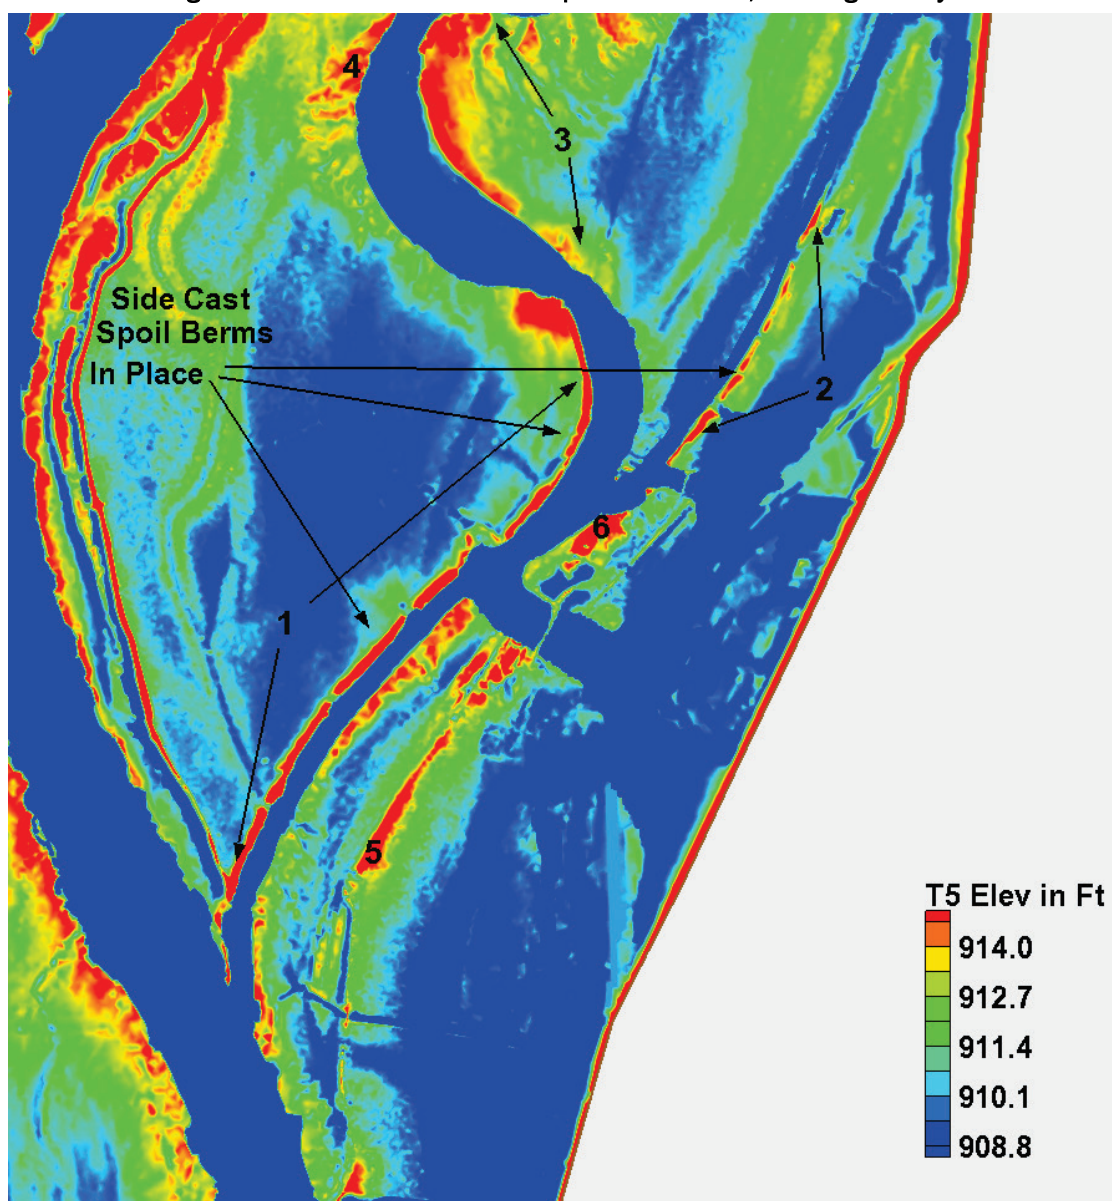 4
3
Side Cast
Spoil Berms
In Place
2
6
1
5
T5 Elev in Ft
914.0
912.7
911.4
910.1
908.8